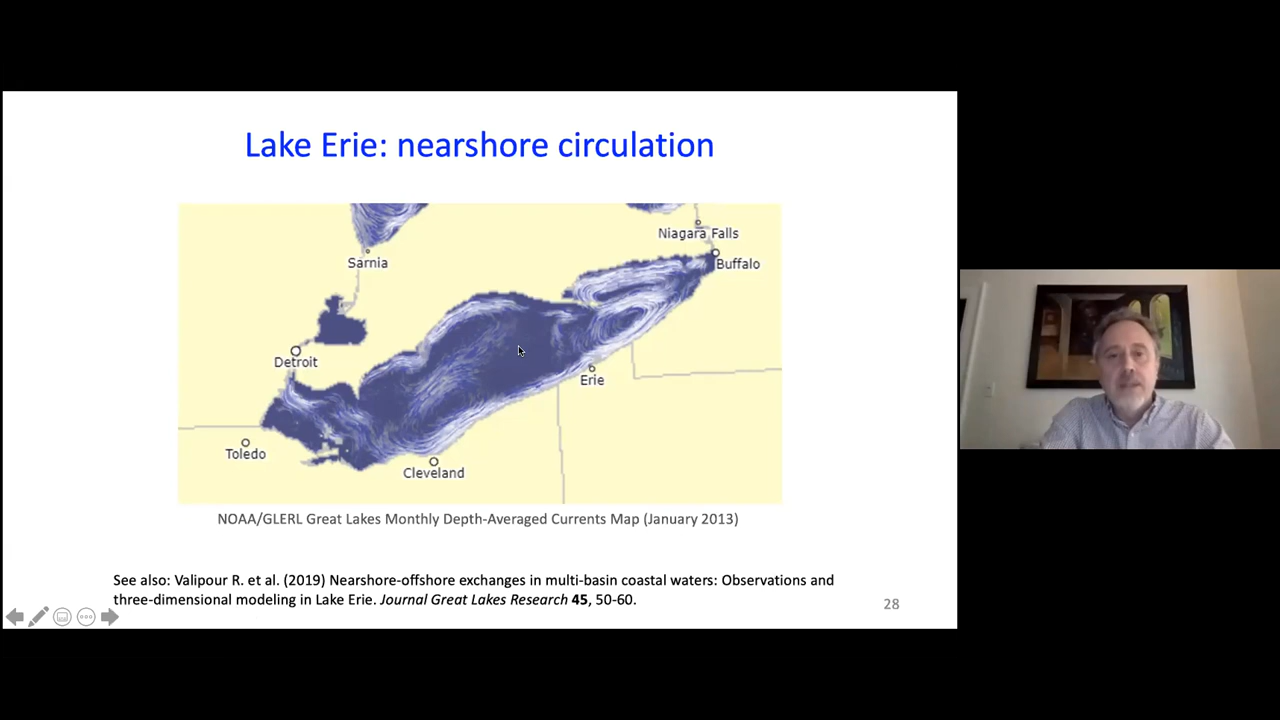 Lake Erie: nearshore circulation
Niagara Falls
Sarnia
Buffalo
Detroit
Erie
Toledo
Cleveland
NOAA/GLERL Great Lakes Monthly Depth-Averaged Currents Map (January 2013)
See also: Valipour R. et al. (2019) Nearshore-offshore exchanges in multi-basin coastal waters: Observations and
three-dimensional modeling in Lake Erie. Journal Great Lakes Research 45, 50-60.
28